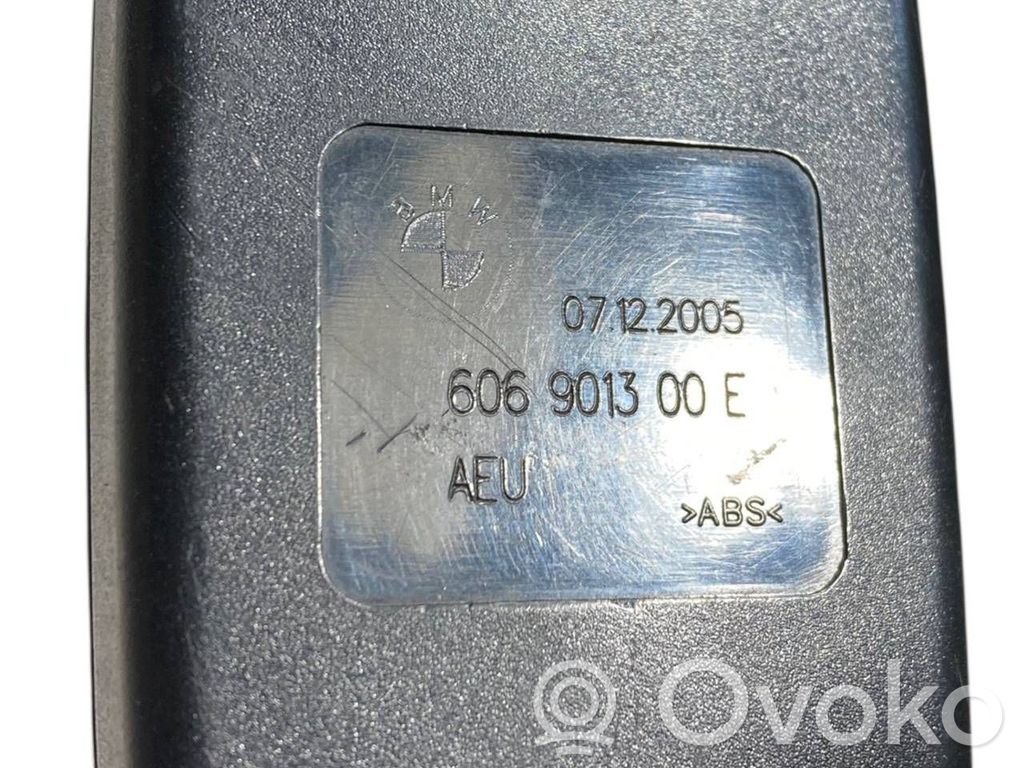 BMW
07.12.2005
606 9013 00 E
AEU
>ABS<
Ovoko